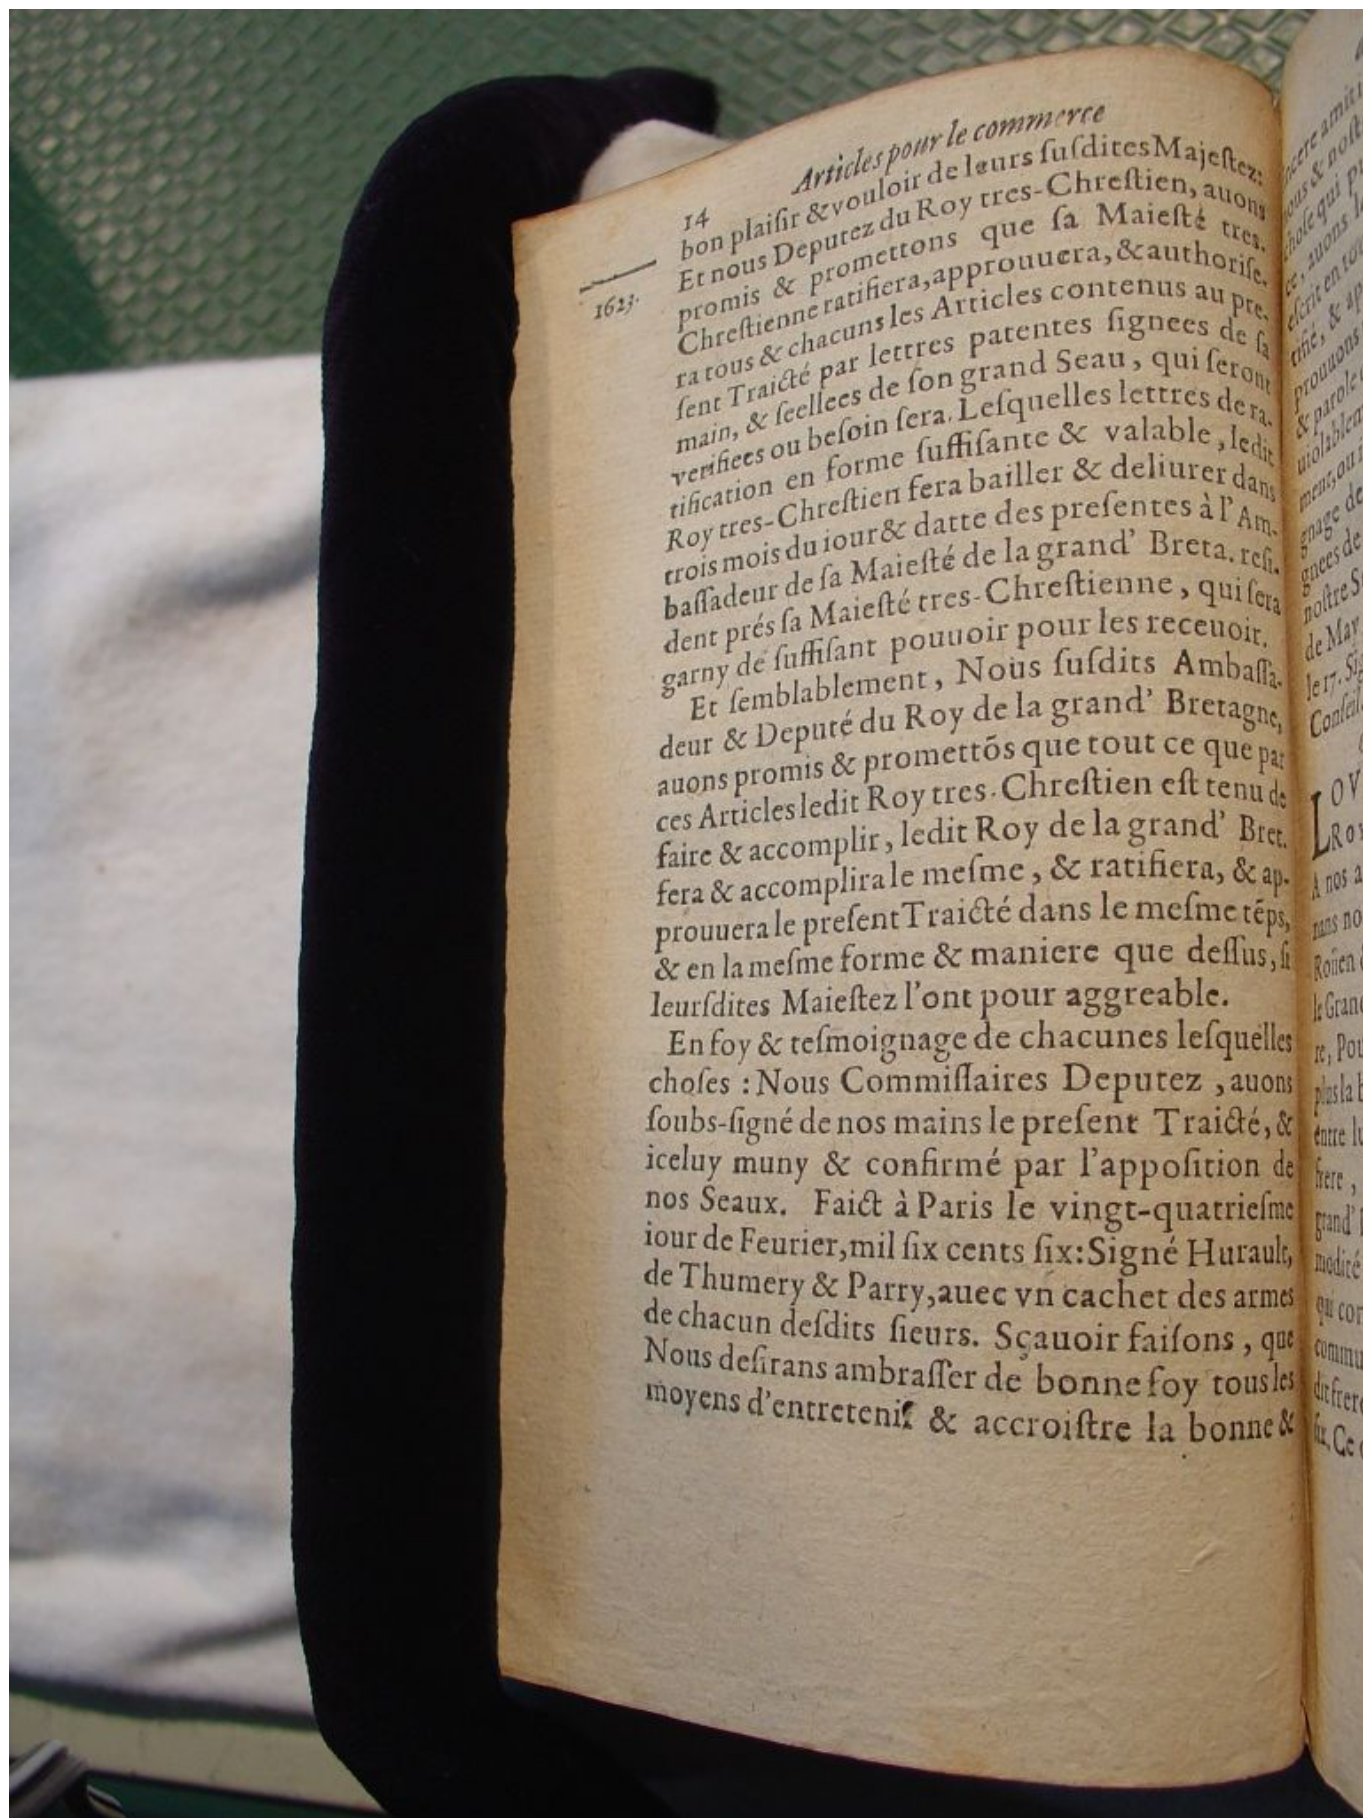 14
Articles pour le commerce
1623.
bon plaisir & vouloir de leurs suſdites Majeſtez:
Et nous Deputez du Roy tres-Chreſtien, auons
promis & promettons que ſa Maieſté tres-
Chreſtienne ratifiera, approuuera, & authoriſe-
ra tous & chacuns les Articles contenus au pre-
ſent Traicté par lettres patentes ſignees de ſa
main, & ſeellees de ſon grand Seau, qui ſeront
verifiees ou beſoin ſera. Leſquelles lettres de ra-
tification en forme ſuffiſante & valable, ledit
Roy tres-Chreſtien fera bailler & deliurer dans
trois mois du iour & datte des preſentes à l'Am-
baſſadeur de ſa Maieſté de la grand' Breta. reſi-
dent prés ſa Maieſté tres-Chreſtienne, qui ſera
garny de ſuffiſant pouuoir pour les receuoir.
Et ſemblablement, Nous ſuſdits Ambaſſa-
deur & Deputé du Roy de la grand' Bretagne,
auons promis & promettõs que tout ce que par
ces Articles ledit Roy tres-Chreſtien eſt tenu de
faire & accomplir, ledit Roy de la grand' Bret.
fera & accomplira le meſme, & ratifiera, & ap-
prouuera le preſent Traicté dans le meſme tẽps,
& en la meſme forme & maniere que deſſus, ſi
leurſdites Maieſtez l'ont pour aggreable.
En foy & teſmoignage de chacunes leſquelles
choſes : Nous Commiſſaires Deputez, auons
ſoubs-ſigné de nos mains le preſent Traicté, &
iceluy muny & confirmé par l'appoſition de
nos Seaux. Faict à Paris le vingt-quatrieſme
iour de Feurier, mil ſix cents ſix: Signé Hurault,
de Thumery & Parry, auec vn cachet des armes
de chacun deſdits ſieurs. Sçauoir faiſons, que
Nous deſirans ambraſſer de bonne foy tous les
moyens d'entretenir & accroiſtre la bonne &